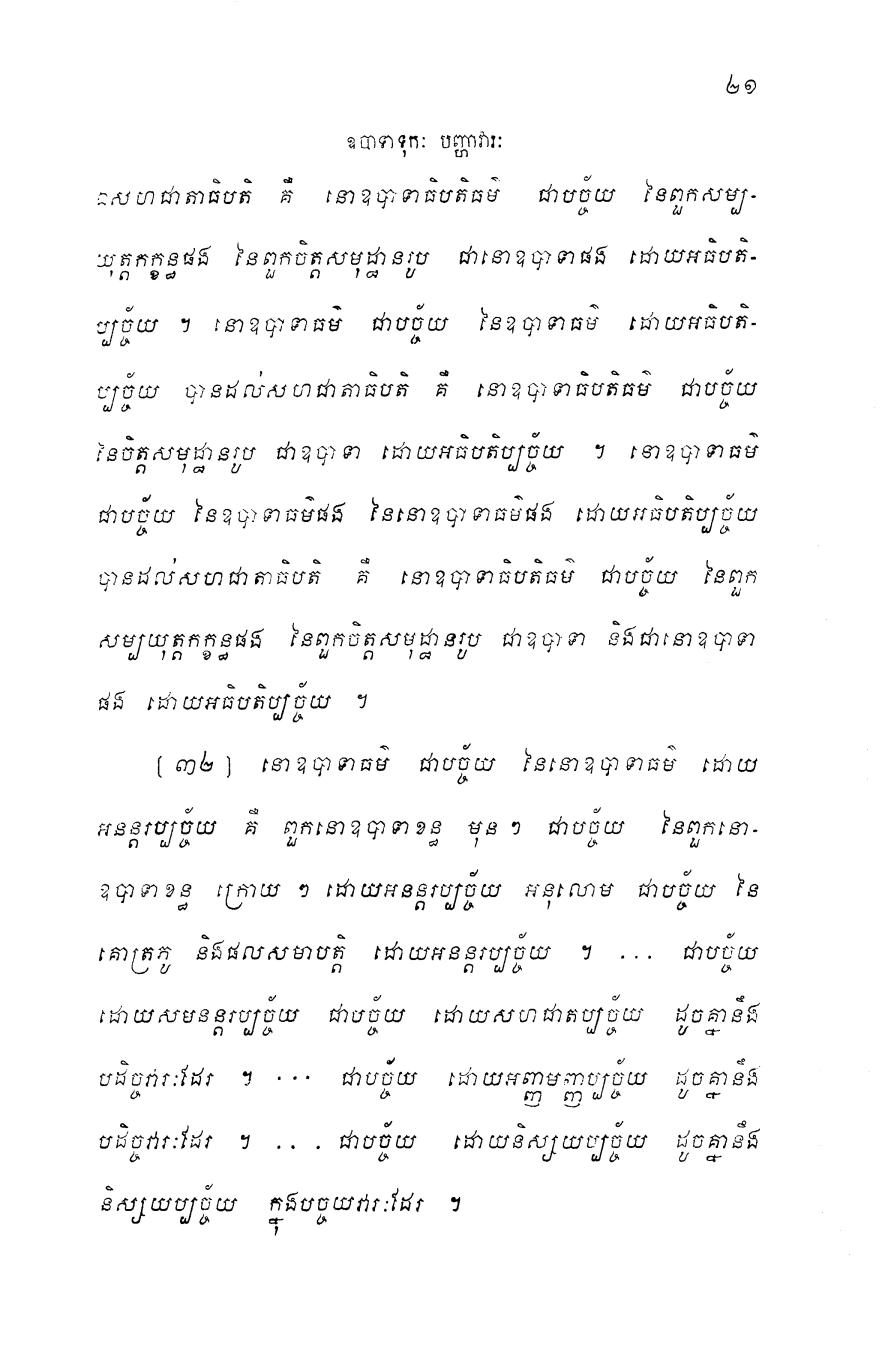 ២១
ឧបាទាទុកៈ បញ្ហាវារៈ
សហជាតាធិបតិ គឺ នោឧបាទាធិបតិធម៌ ជាបច្ច័យ នៃពួកសម្ប-
យុត្តកក្ខន្ធផង នៃពួកចិត្តសមុដ្ឋានរូប ជានោឧបាទាផង ដោយអធិបតិ-
ប្បច្ច័យ ។ នោឧបាទាធម៌ ជាបច្ច័យ នៃឧបាទាធម៌ ដោយអធិបតិ-
ប្បច្ច័យ បានដល់សហជាតាធិបតិ គឺ នោឧបាទាធិបតិធម៌ ជាបច្ច័យ
នៃចិត្តសមុដ្ឋានរូប ជាឧបាទា ដោយអធិបតិប្បច្ច័យ ។ នោឧបាទាធម៌
ជាបច្ច័យ នៃឧបាទាធម៌ផង នៃនោឧបាទាធម៌ផង ដោយអធិបតិប្បច្ច័យ
បានដល់សហជាតាធិបតិ គឺ នោឧបាទាធិបតិធម៌ ជាបច្ច័យ នៃពួក
សម្បយុត្តកក្ខន្ធផង នៃពួកចិត្តសមុដ្ឋានរូប ជាឧបាទា និងជានោឧបាទា
ផង ដោយអធិបតិប្បច្ច័យ ។
[ ៣២ ] នោឧបាទាធម៌ ជាបច្ច័យ នៃនោឧបាទាធម៌ ដោយ
អនន្តរប្បច្ច័យ គឺ ពួកនោឧបាទាខន្ធ មុន ៗ ជាបច្ច័យ នៃពួកនោ-
ឧបាទាខន្ធ ក្រោយ ៗ ដោយអនន្តរប្បច្ច័យ អនុលោម ជាបច្ច័យ នៃ
គោត្រភូ និងផលសមាបត្តិ ដោយអនន្តរប្បច្ច័យ ។ ... ជាបច្ច័យ
ដោយសមនន្តរប្បច្ច័យ ជាបច្ច័យ ដោយសហជាតប្បច្ច័យ ដូចគ្នានឹង
បដិច្ចវារៈដែរ ។ ... ជាបច្ច័យ ដោយអញ្ញមញ្ញប្បច្ច័យ ដូចគ្នានឹង
បដិច្ចវារៈដែរ ។ ... ជាបច្ច័យ ដោយនិស្សយប្បច្ច័យ ដូចគ្នានឹង
និស្សយប្បច្ច័យ ក្នុងបច្ចយវារៈដែរ ។